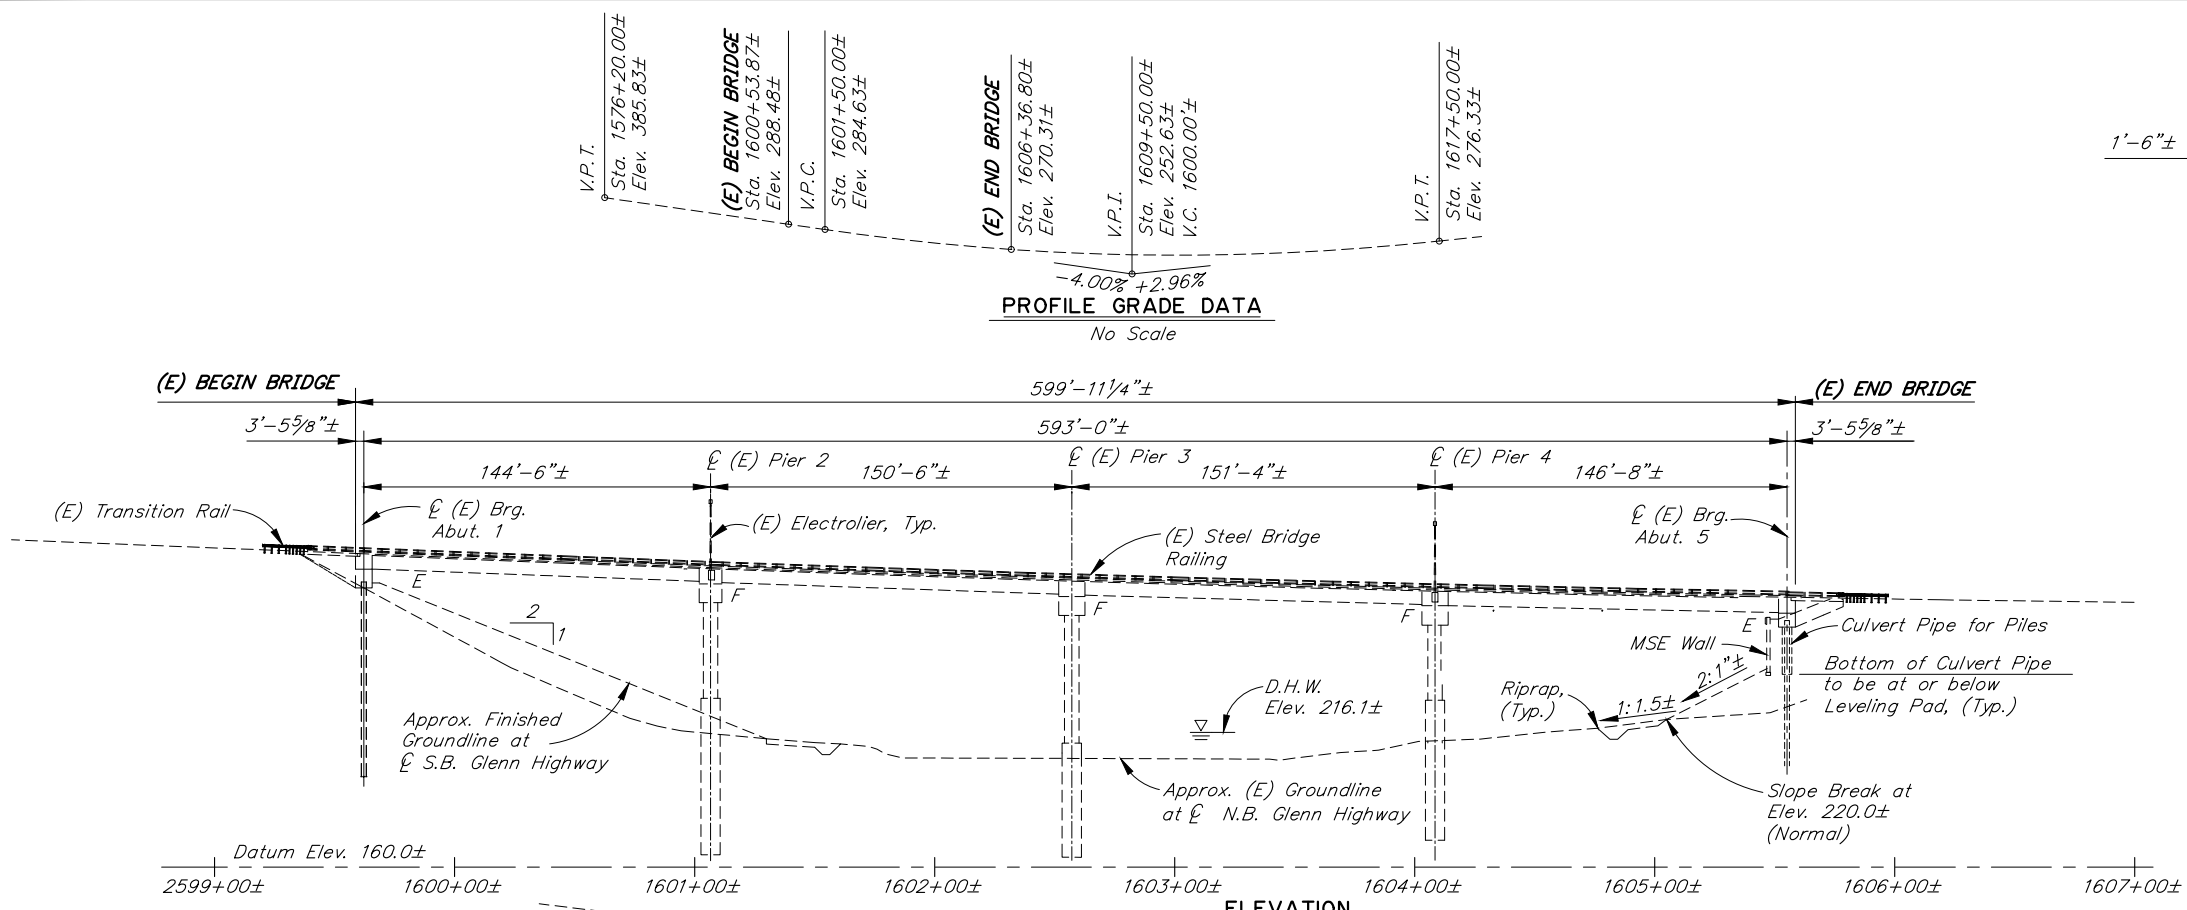 V.P.T.
Sta. 1576+20.00±
Elev. 385.83±
(E) BEGIN BRIDGE
Sta. 1600+53.87±
Elev. 288.48±
V.P.C.
Sta. 1601+50.00±
Elev. 284.63±
(E) END BRIDGE
Sta. 1606+36.80±
Elev. 270.31±
V.P.I.
Sta. 1609+50.00±
Elev. 252.63±
V.C. 1600.00'±
V.P.T.
Sta. 1617+50.00±
Elev. 276.33±
1'-6"±
-4.00% +2.96%
PROFILE GRADE DATA
No Scale
(E) BEGIN BRIDGE
599'-11 1/4"±
(E) END BRIDGE
3'-5 5/8"±
593'-0"±
3'-5 5/8"±
144'-6"±
℄ (E) Pier 2
150'-6"±
℄ (E) Pier 3
151'-4"±
℄ (E) Pier 4
146'-8"±
(E) Transition Rail
℄ (E) Brg.
Abut. 1
(E) Electrolier, Typ.
(E) Steel Bridge
Railing
℄ (E) Brg.
Abut. 5
E
F
F
F
E
2
1
MSE Wall
Culvert Pipe for Piles
Bottom of Culvert Pipe
to be at or below
Leveling Pad, (Typ.)
2:1"±
1:1.5±
Riprap,
(Typ.)
D.H.W.
Elev. 216.1±
Approx. Finished
Groundline at
℄ S.B. Glenn Highway
Approx. (E) Groundline
at ℄ N.B. Glenn Highway
Slope Break at
Elev. 220.0±
(Normal)
Datum Elev. 160.0±
2599+00±
1600+00±
1601+00±
1602+00±
1603+00±
1604+00±
1605+00±
1606+00±
1607+00±
ELEVATION